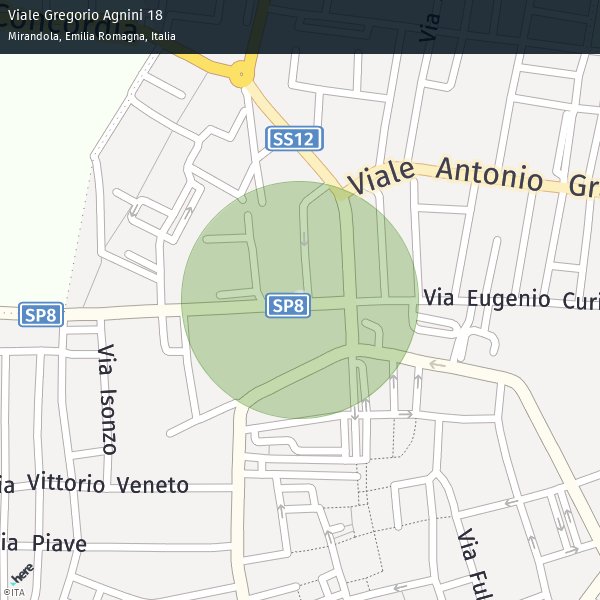 Viale Gregorio Agnini 18
Mirandola, Emilia Romagna, Italia
Concordia
Via
SS12
Viale Antonio Gr
SP8
SP8
Via Eugenio Curi
Via Isonzo
ia Vittorio Veneto
ia Piave
Via Ful
here
©ITA